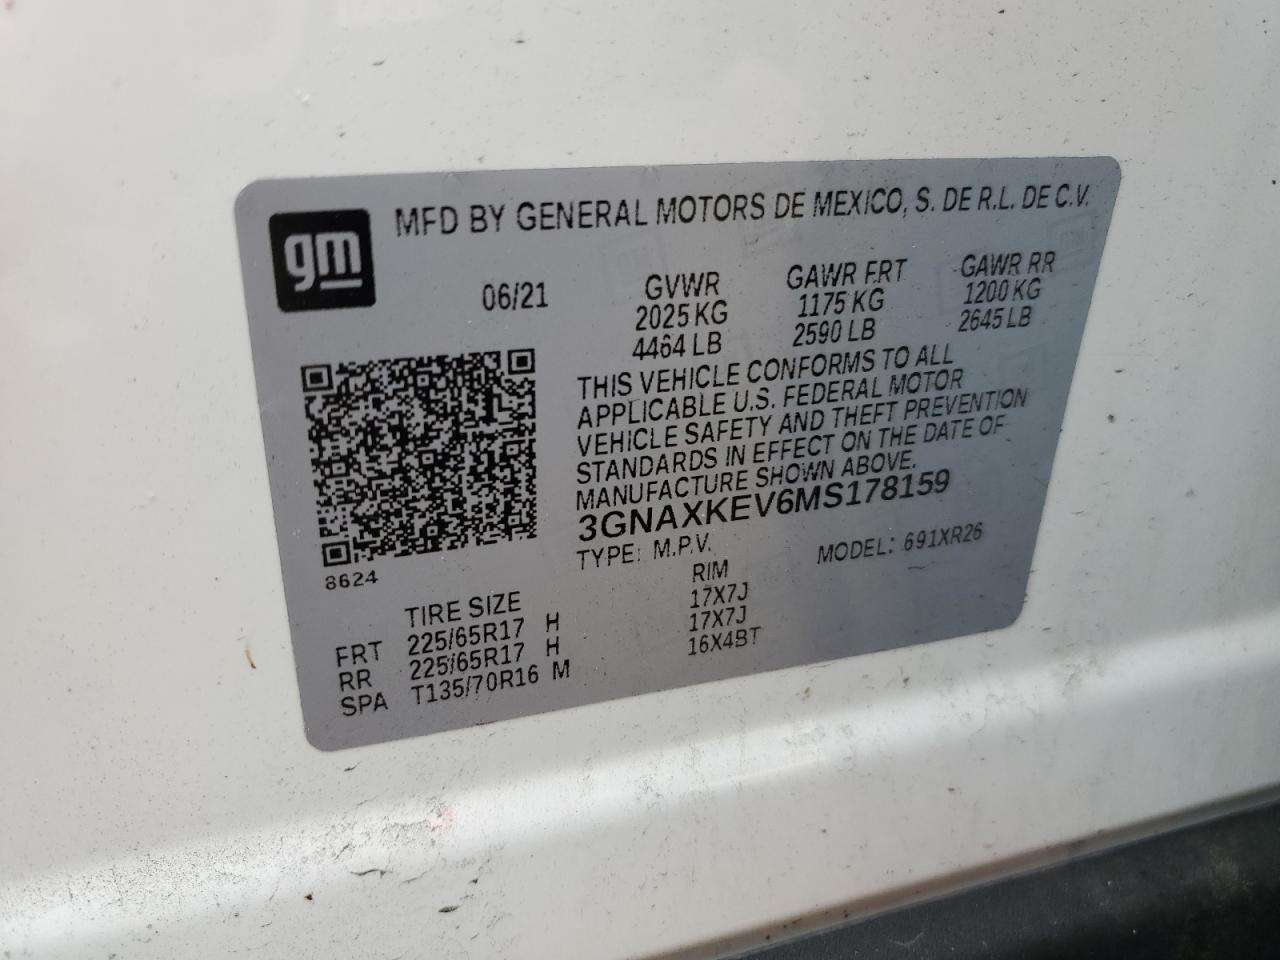 gm
MFD BY GENERAL MOTORS DE MEXICO, S. DE R.L. DE C.V.
06/21 GVWR GAWR FRT GAWR RR
2025 KG 1175 KG 1200 KG
4464 LB 2590 LB 2645 LB
THIS VEHICLE CONFORMS TO ALL
APPLICABLE U.S. FEDERAL MOTOR
VEHICLE SAFETY AND THEFT PREVENTION
STANDARDS IN EFFECT ON THE DATE OF
MANUFACTURE SHOWN ABOVE.
3GNAXKEV6MS178159
TYPE: M.P.V. MODEL: 691XR26
8624
TIRE SIZE RIM
FRT 225/65R17 H 17X7J
RR 225/65R17 H 17X7J
SPA T135/70R16 M 16X4BT